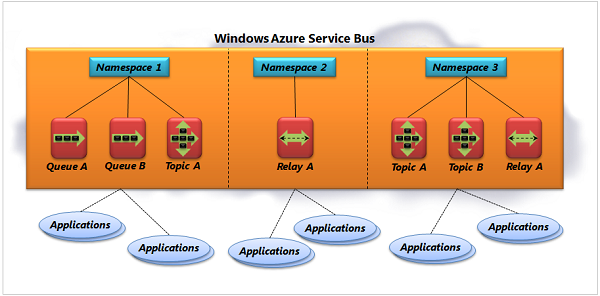 Windows Azure Service Bus
Namespace 1
Namespace 2
Namespace 3
Queue A
Queue B
Topic A
Relay A
Topic A
Topic B
Relay A
Applications
Applications
Applications
Applications
Applications
Applications